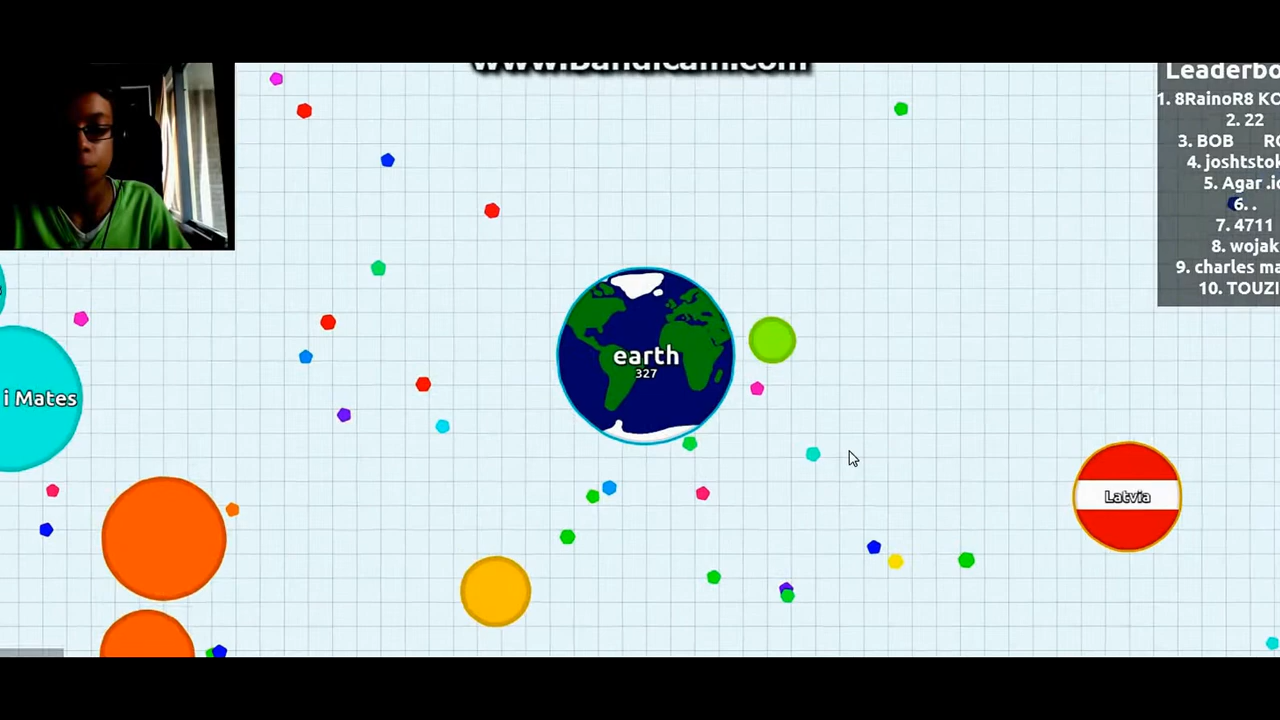 www.Bandicam.com
Leaderbo
1. 8RainoR8 KO
2. 22
3. BOB RO
4. joshtstok
5. Agar .io
6. .
7. 4711
8. wojak
9. charles ma
10. TOUZI
earth
327
i Mates
Latvia